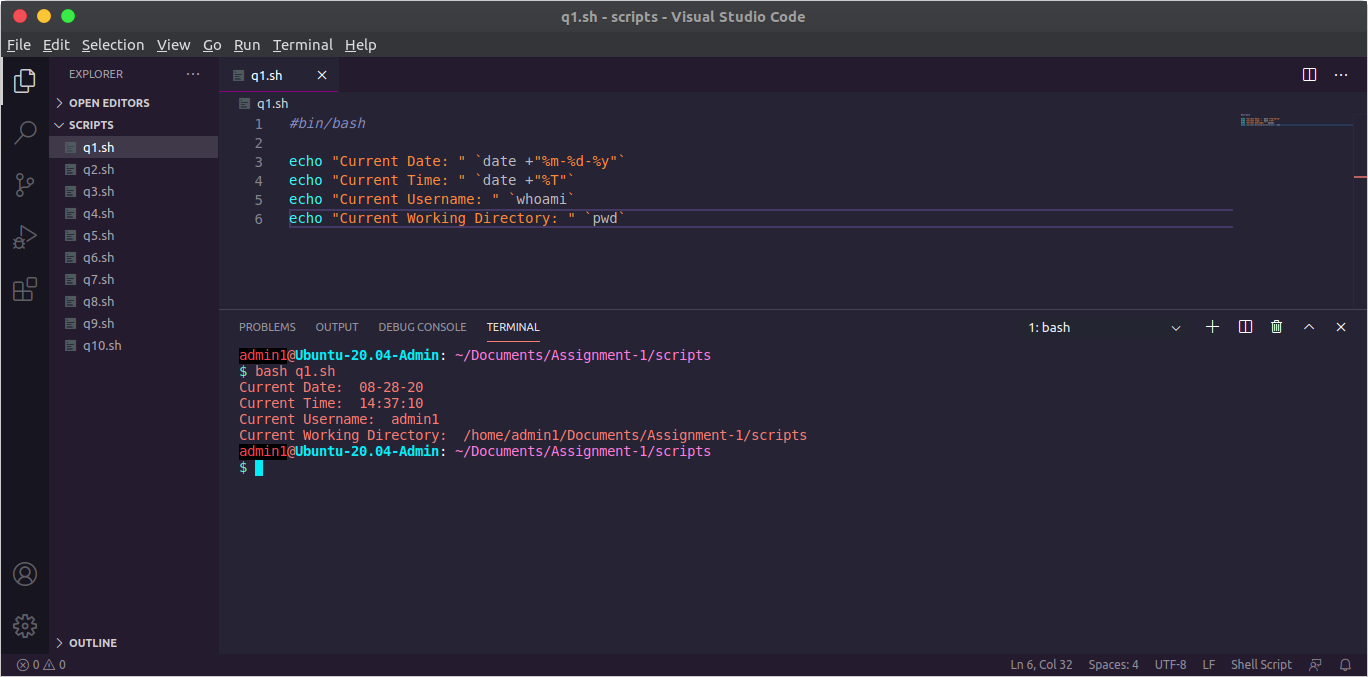 q1.sh - scripts - Visual Studio Code
File Edit Selection View Go Run Terminal Help
EXPLORER
OPEN EDITORS
SCRIPTS
q1.sh
q2.sh
q3.sh
q4.sh
q5.sh
q6.sh
q7.sh
q8.sh
q9.sh
q10.sh
OUTLINE
q1.sh
q1.sh
1 #bin/bash
2
3 echo "Current Date: " `date +"%m-%d-%y"`
4 echo "Current Time: " `date +"%T"`
5 echo "Current Username: " `whoami`
6 echo "Current Working Directory: " `pwd`
PROBLEMS OUTPUT DEBUG CONSOLE TERMINAL 1: bash
admin1@Ubuntu-20.04-Admin: ~/Documents/Assignment-1/scripts
$ bash q1.sh
Current Date:  08-28-20
Current Time:  14:37:10
Current Username:  admin1
Current Working Directory:  /home/admin1/Documents/Assignment-1/scripts
admin1@Ubuntu-20.04-Admin: ~/Documents/Assignment-1/scripts
$
0 0 Ln 6, Col 32 Spaces: 4 UTF-8 LF Shell Script